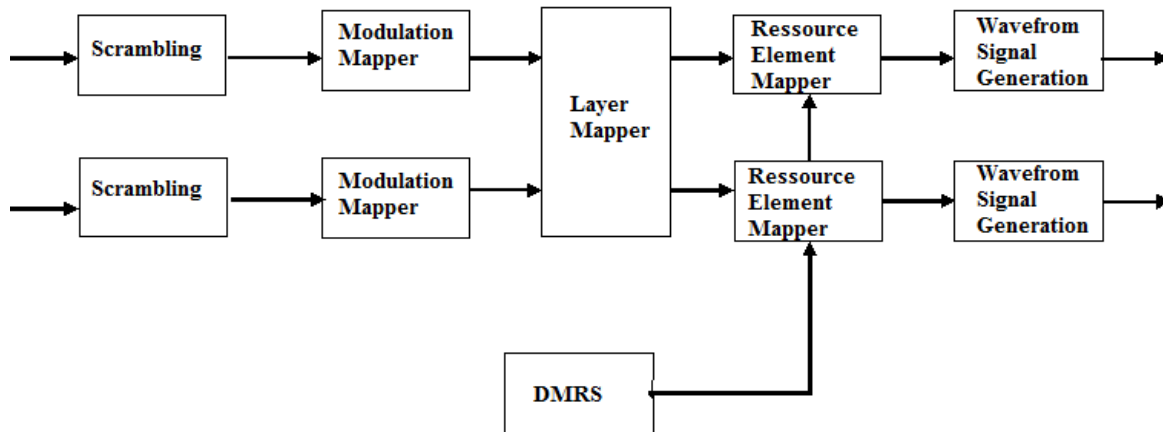 Scrambling
Modulation
Mapper
Layer
Mapper
Ressource
Element
Mapper
Wavefrom
Signal
Generation
Scrambling
Modulation
Mapper
Ressource
Element
Mapper
Wavefrom
Signal
Generation
DMRS